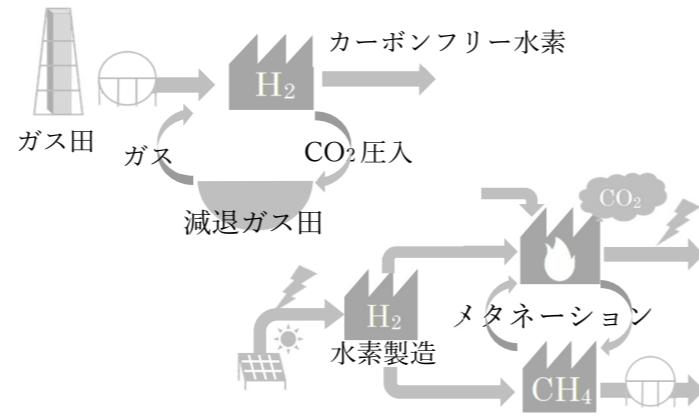 カーボンフリー水素
H₂
ガス田
ガス
CO₂圧入
減退ガス田
CO₂
H₂
メタネーション
水素製造
CH₄